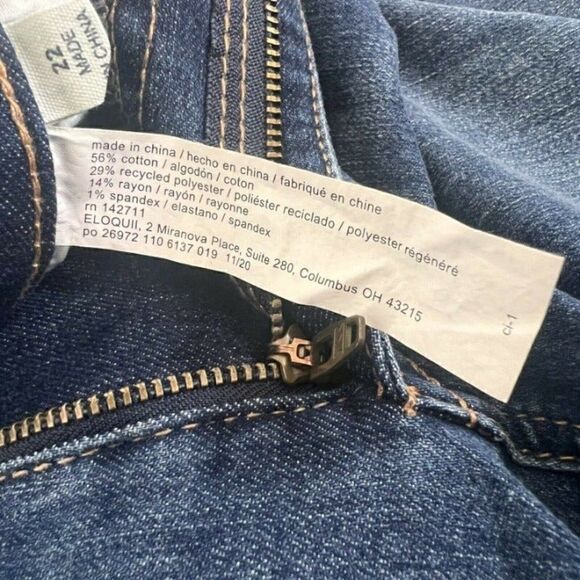 22
MADE
IN CHINA
made in china / hecho en china / fabriqué en chine
56% cotton / algodón / coton
29% recycled polyester / poliéster reciclado / polyester régénéré
14% rayon / rayón / rayonne
1% spandex / elastano / spandex
rn 142711
ELOQUII, 2 Miranova Place, Suite 280, Columbus OH 43215
po 26972 110 6137 019 11/20
cl-1